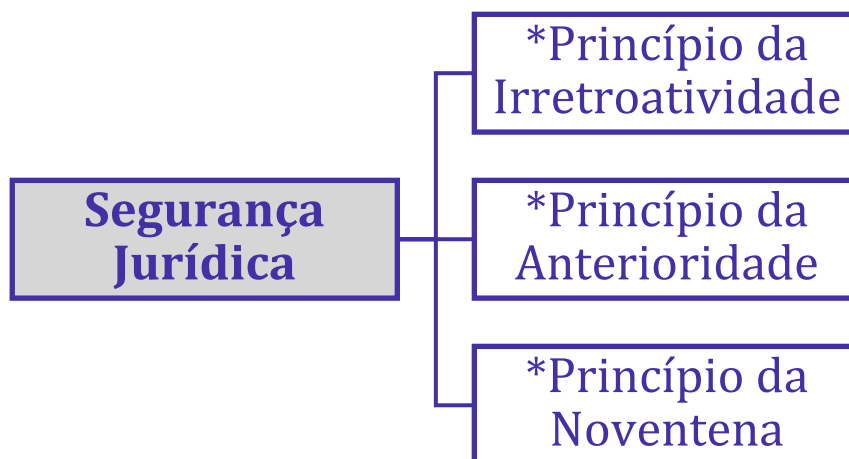 Segurança
Jurídica
*Princípio da
Irretroatividade
*Princípio da
Anterioridade
*Princípio da
Noventena